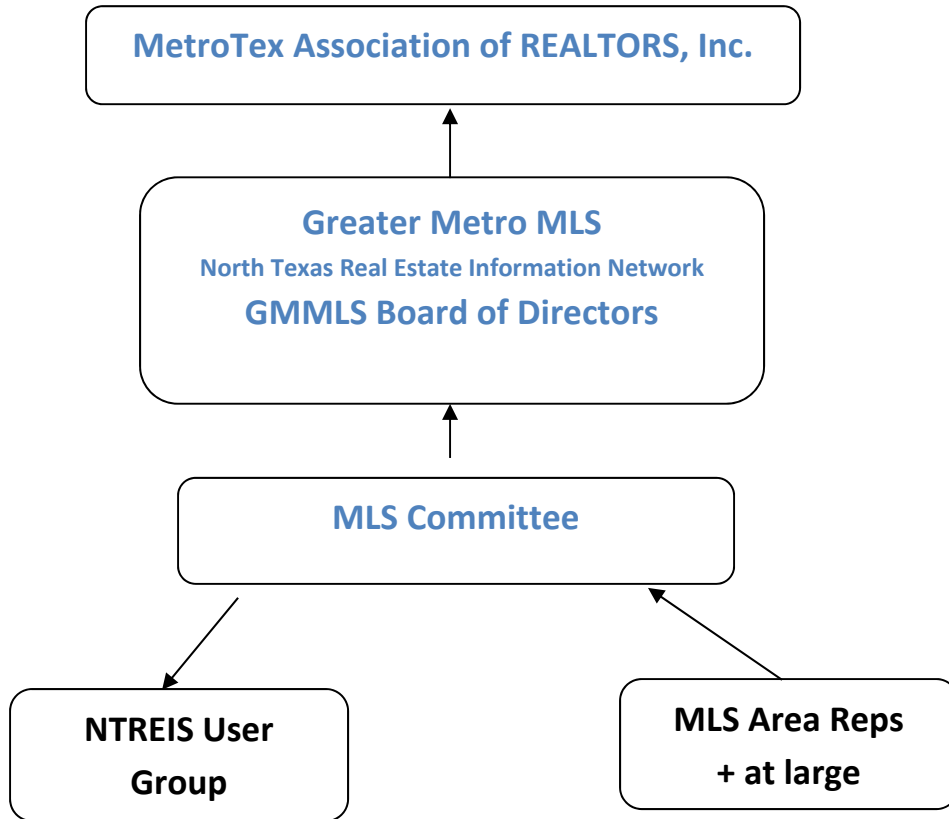 MetroTex Association of REALTORS, Inc.
Greater Metro MLS
North Texas Real Estate Information Network
GMMLS Board of Directors
MLS Committee
NTREIS User
Group
MLS Area Reps
+ at large